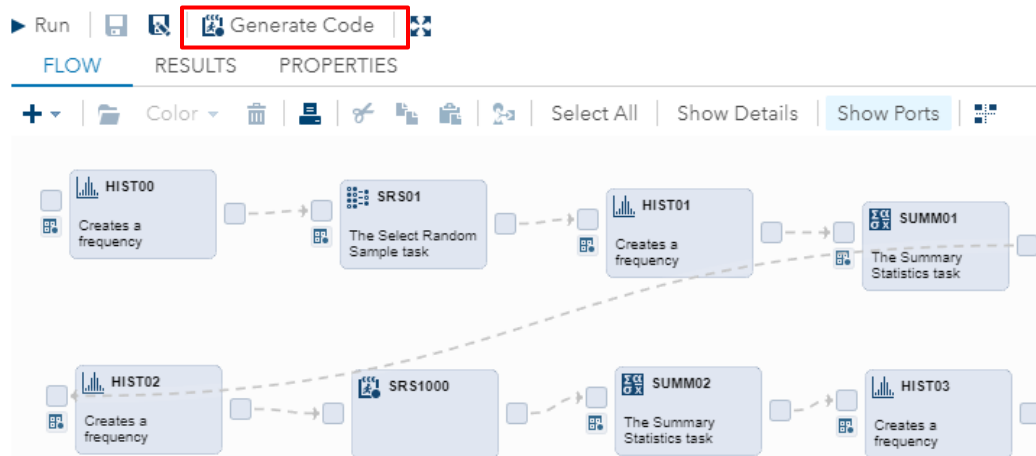 Run Generate Code
FLOW RESULTS PROPERTIES
Color Select All Show Details Show Ports
HIST00
Creates a
frequency
SRS01
The Select Random
Sample task
HIST01
Creates a
frequency
SUMM01
The Summary
Statistics task
HIST02
Creates a
frequency
SRS1000
SUMM02
The Summary
Statistics task
HIST03
Creates a
frequency